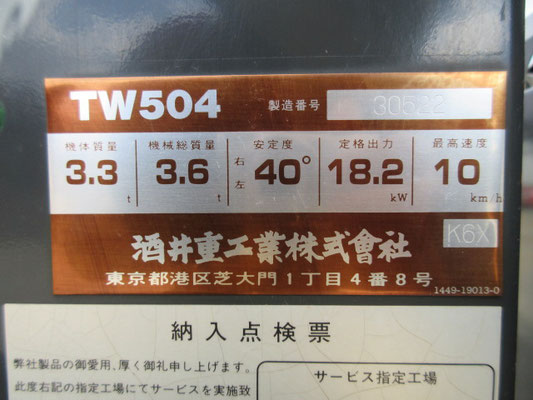 TW504 製造番号 30522
機体質量 機械総質量 安定度 定格出力 最高速度
3.3 t 3.6 t 右左 40° 18.2 kW 10 km/h
酒井重工業株式會社 K6X
東京都港区芝大門1丁目4番8号 1449-19013-0
納入点検票
弊社製品の御愛用、厚く御礼申し上げます。
サービス指定工場
此度右記の指定工場にてサービスを実施致